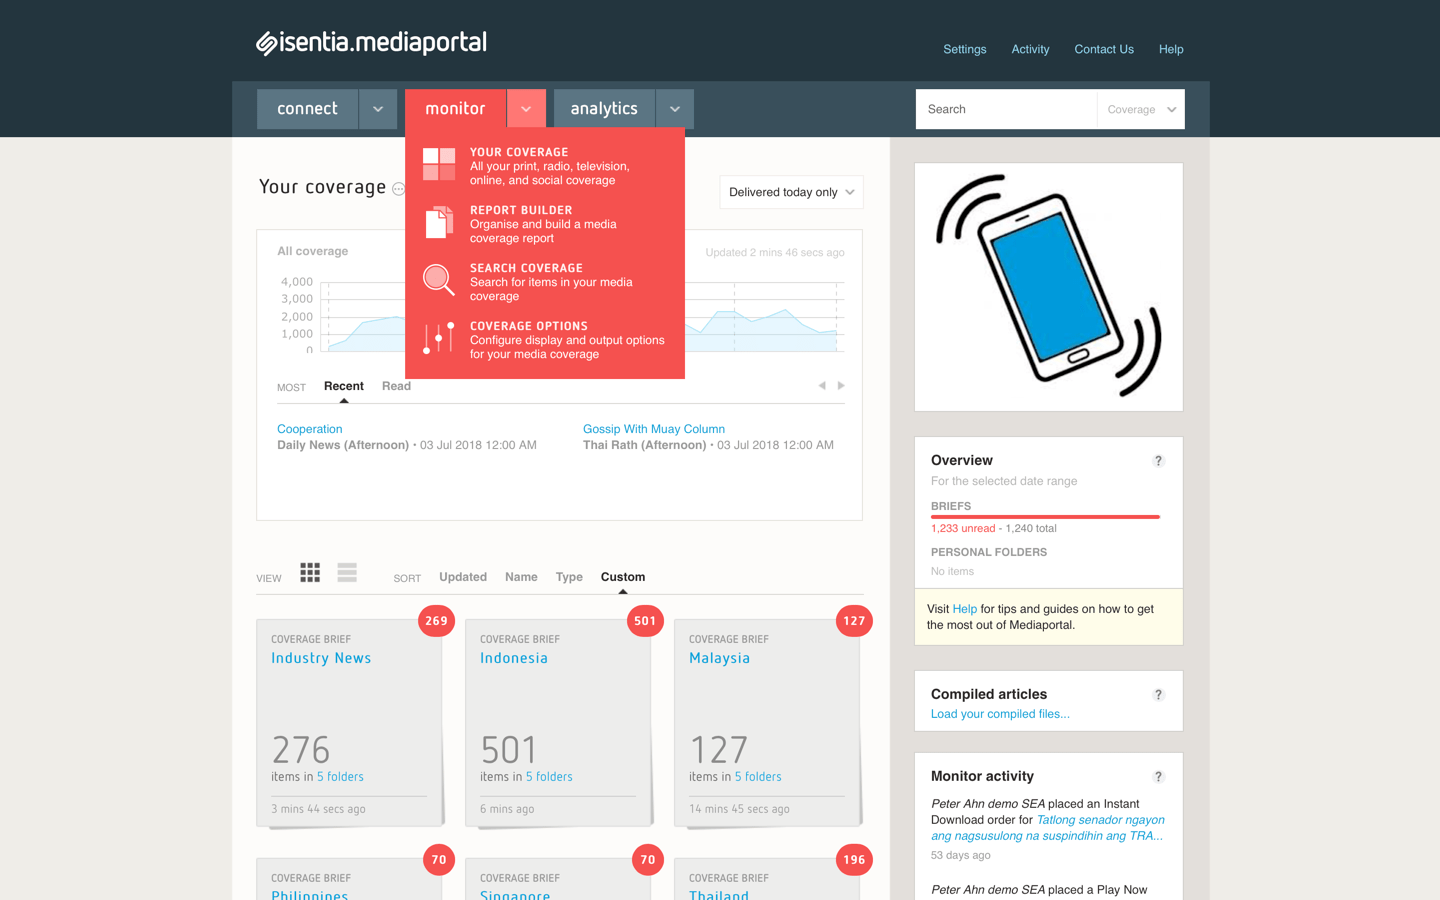 isentia.mediaportal
Settings Activity Contact Us Help
connect monitor analytics
Search Coverage
YOUR COVERAGE
All your print, radio, television,
online, and social coverage
REPORT BUILDER
Organise and build a media
coverage report
SEARCH COVERAGE
Search for items in your media
coverage
COVERAGE OPTIONS
Configure display and output options
for your media coverage
Your coverage
Delivered today only
All coverage
Updated 2 mins 46 secs ago
4,000
3,000
2,000
1,000
0
MOST Recent Read
Cooperation
Daily News (Afternoon) • 03 Jul 2018 12:00 AM
Gossip With Muay Column
Thai Rath (Afternoon) • 03 Jul 2018 12:00 AM
VIEW SORT Updated Name Type Custom
269
COVERAGE BRIEF
Industry News
276
items in 5 folders
3 mins 44 secs ago
501
COVERAGE BRIEF
Indonesia
501
items in 5 folders
6 mins ago
127
COVERAGE BRIEF
Malaysia
127
items in 5 folders
14 mins 45 secs ago
70
COVERAGE BRIEF
Philippines
70
COVERAGE BRIEF
Singapore
196
COVERAGE BRIEF
Thailand
Overview ?
For the selected date range
BRIEFS
1,233 unread - 1,240 total
PERSONAL FOLDERS
No items
Visit Help for tips and guides on how to get
the most out of Mediaportal.
Compiled articles ?
Load your compiled files...
Monitor activity ?
Peter Ahn demo SEA placed an Instant
Download order for Tatlong senador ngayon
ang nagsusulong na suspindihin ang TRA...
53 days ago
Peter Ahn demo SEA placed a Play Now